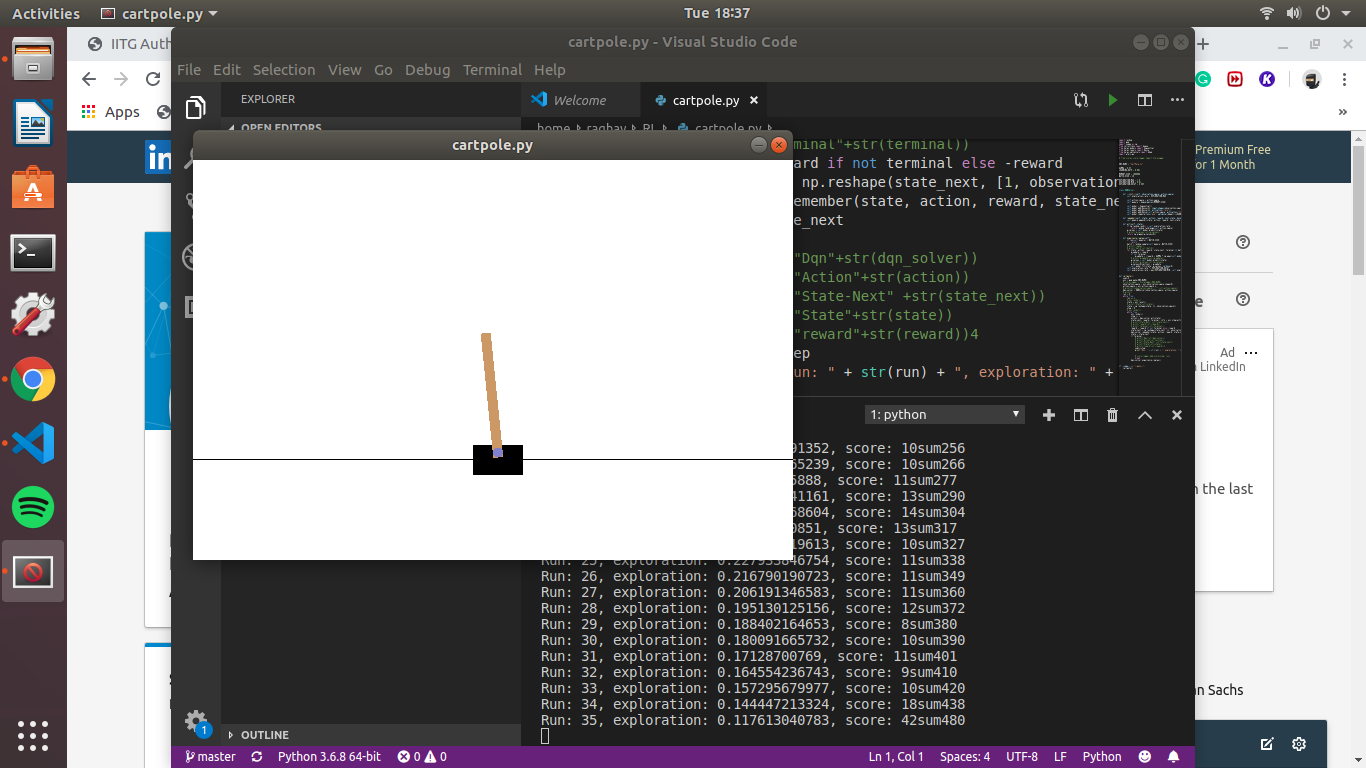 Activities
cartpole.py
Tue 18:37
IITG Auth
cartpole.py - Visual Studio Code
File Edit Selection View Go Debug Terminal Help
Apps
»
EXPLORER
Welcome
cartpole.py
OPEN EDITORS
home raghav RL cartpole.py
in
Premium Free
or 1 Month
cartpole.py
minal"+str(terminal))
ard if not terminal else -reward
np.reshape(state_next, [1, observation
emember(state, action, reward, state_ne
e_next
"Dqn"+str(dqn_solver))
"Action"+str(action))
"State-Next" +str(state_next))
"State"+str(state))
"reward"+str(reward))4
ep
un: " + str(run) + ", exploration: " +
Ad
LinkedIn
1: python
91352, score: 10sum256
55239, score: 10sum266
5888, score: 11sum277
41161, score: 13sum290
58604, score: 14sum304
0851, score: 13sum317
19613, score: 10sum327
Run: 25, exploration: 0.227933846754, score: 11sum338
Run: 26, exploration: 0.216790190723, score: 11sum349
Run: 27, exploration: 0.206191346583, score: 11sum360
Run: 28, exploration: 0.195130125156, score: 12sum372
Run: 29, exploration: 0.188402164653, score: 8sum380
Run: 30, exploration: 0.180091665732, score: 10sum390
Run: 31, exploration: 0.17128700769, score: 11sum401
Run: 32, exploration: 0.164554236743, score: 9sum410
Run: 33, exploration: 0.157295679977, score: 10sum420
Run: 34, exploration: 0.144447213324, score: 18sum438
Run: 35, exploration: 0.117613040783, score: 42sum480
n the last
n Sachs
OUTLINE
1
master
Python 3.6.8 64-bit
0 0
Ln 1, Col 1
Spaces: 4
UTF-8
LF
Python